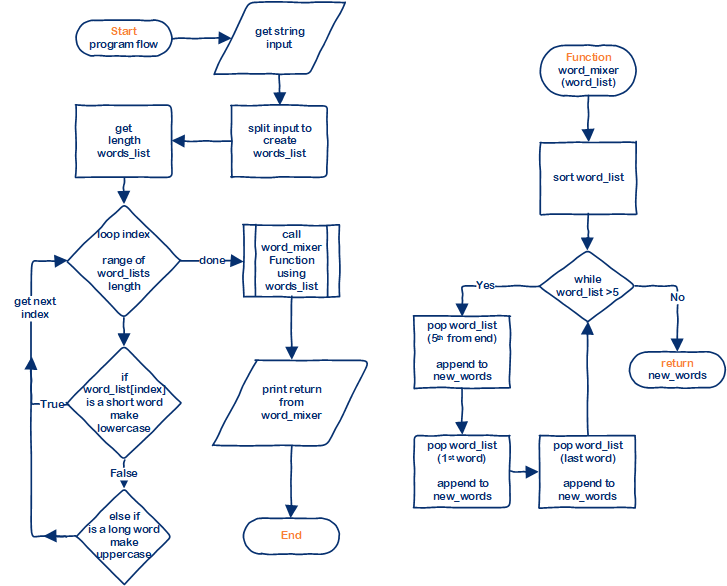 Start
program flow
get string
input
split input to
create
words_list
get
length
words_list
loop index
range of
word_lists
length
done
call
word_mixer
Function
using
words_list
get next
index
if
word_list[index]
is a short word
make
lowercase
True
False
else if
is a long word
make
uppercase
print return
from
word_mixer
End
Function
word_mixer
(word_list)
sort word_list
while
word_list >5
Yes
No
pop word_list
(5th from end)
append to
new_words
return
new_words
pop word_list
(1st word)
append to
new_words
pop word_list
(last word)
append to
new_words